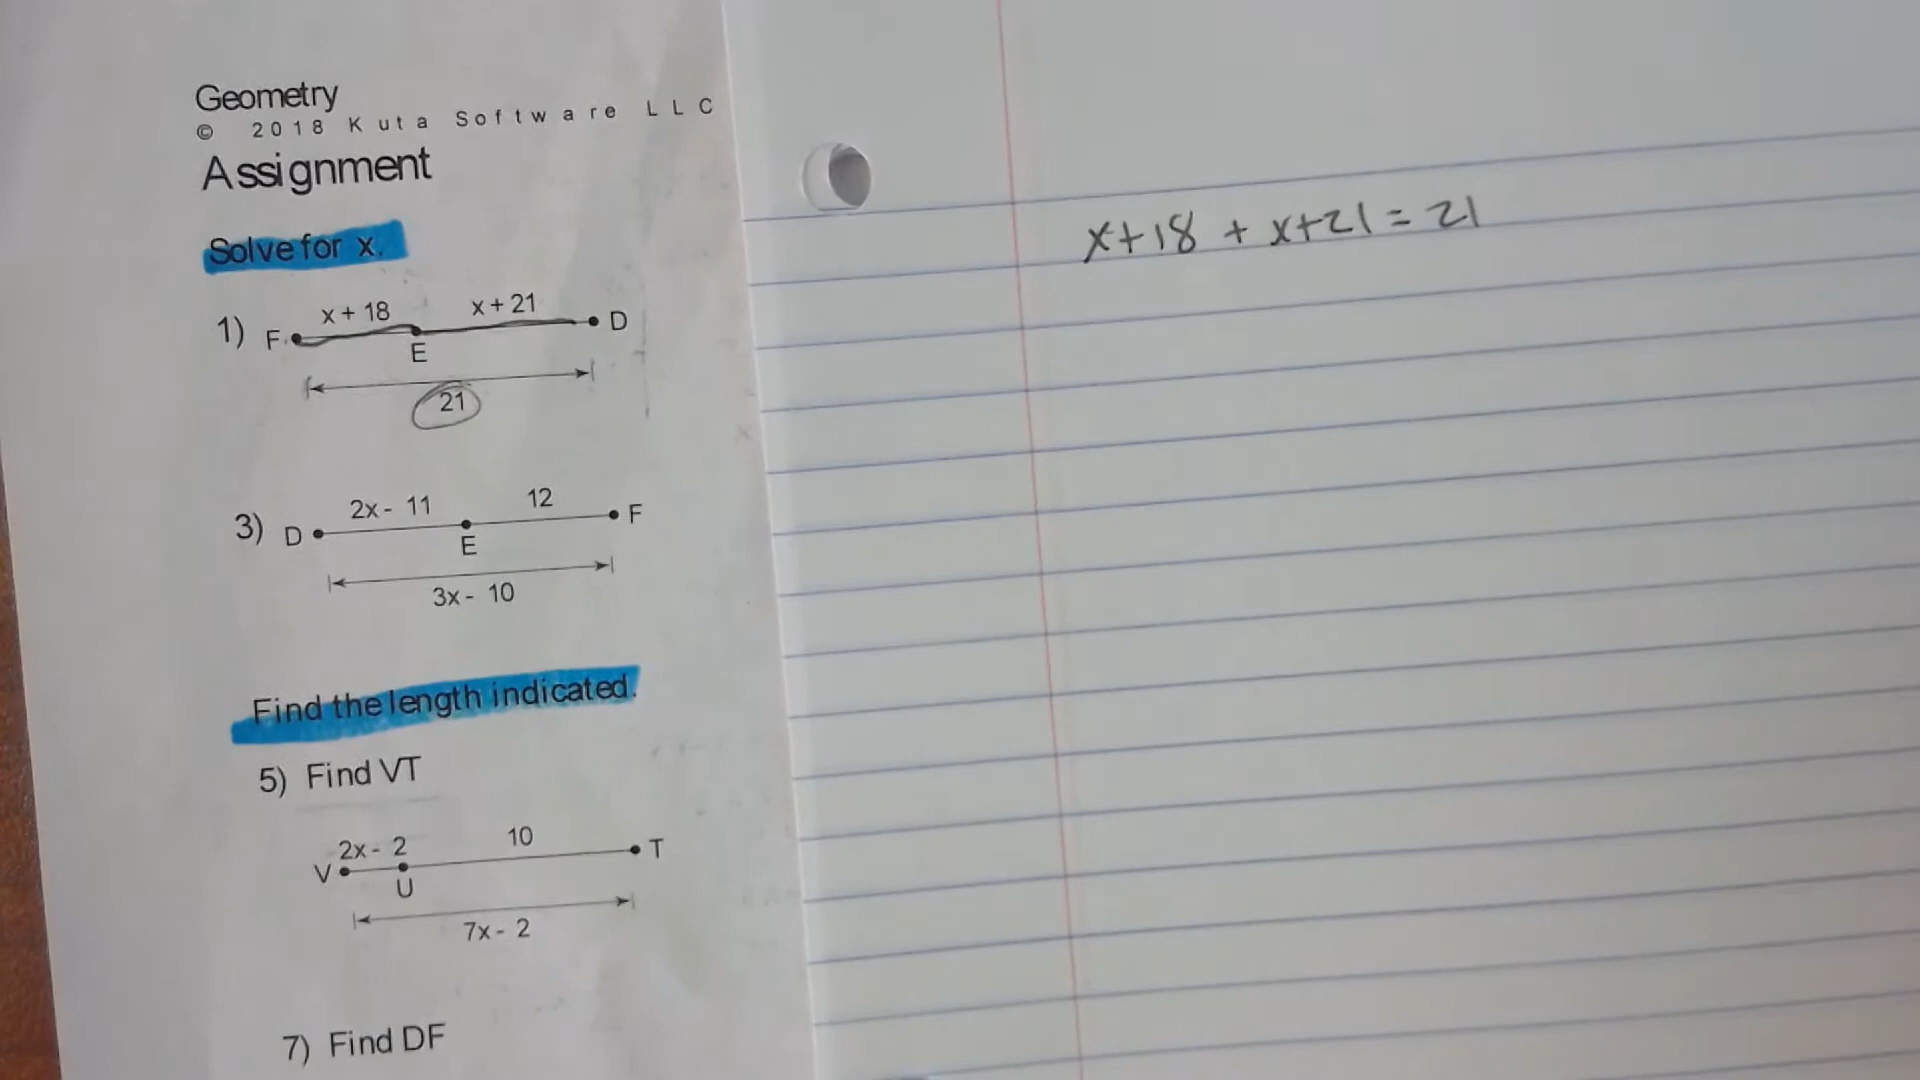 Geometry
© 2018 Kuta Software LLC
Assignment
Solve for x.
1) F x + 18 E x + 21 D
21
x+18 + x+21 = 21
3) D 2x - 11 E 12 F
3x - 10
Find the length indicated.
5) Find VT
V 2x - 2 U 10 T
7x - 2
7) Find DF